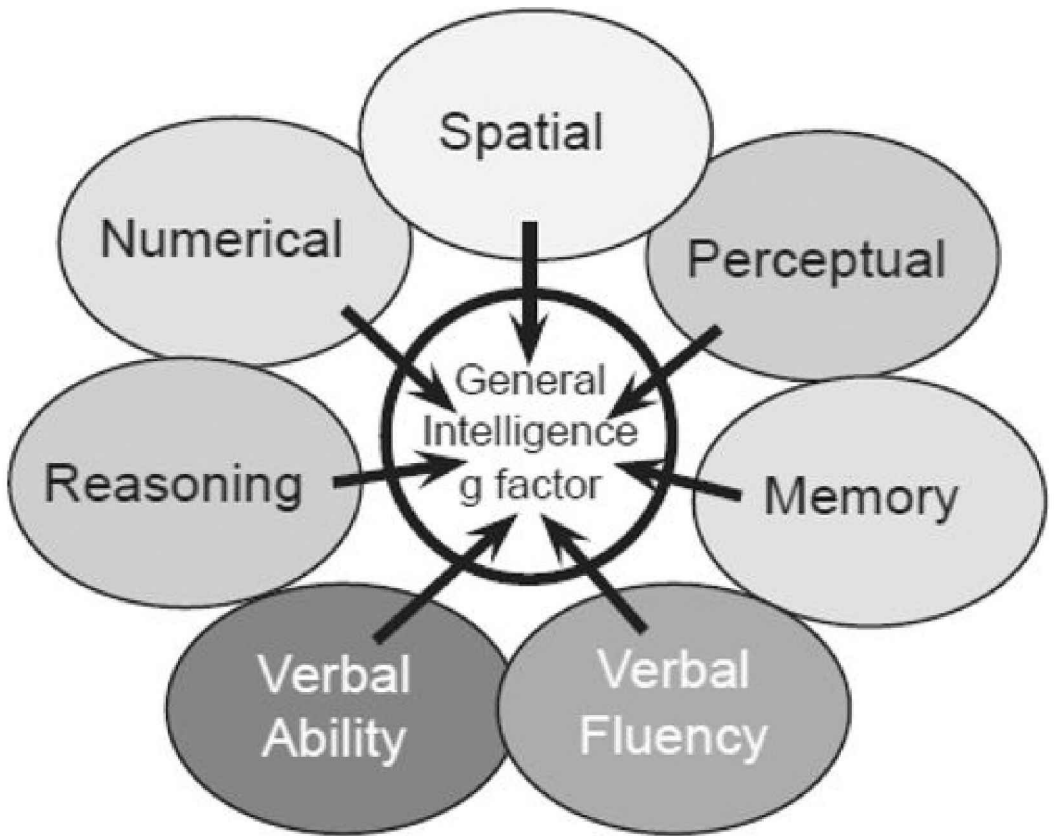 Spatial
Numerical
Perceptual
General
Intelligence
g factor
Reasoning
Memory
Verbal
Ability
Verbal
Fluency